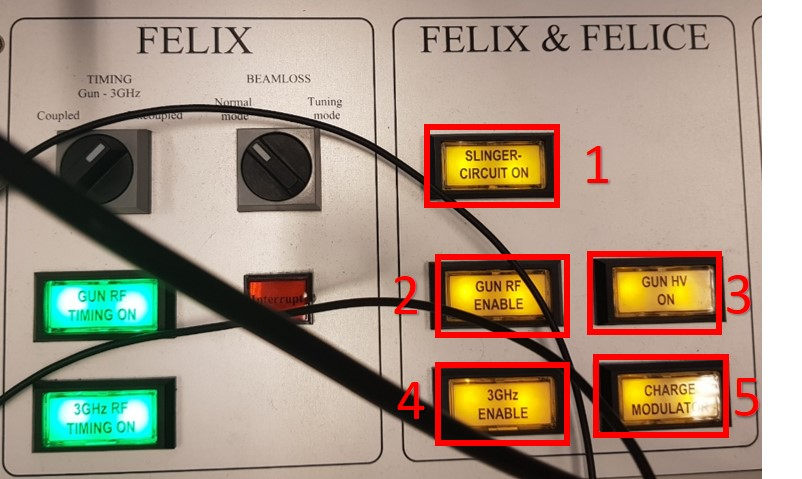 FELIX
TIMING
Gun - 3GHz
Coupled
Uncoupled
BEAMLOSS
Normal
mode
Tuning
mode
GUN RF
TIMING ON
Interrupt
3GHz RF
TIMING ON
FELIX & FELICE
SLINGER-
CIRCUIT ON
1
2
GUN RF
ENABLE
GUN HV
ON
3
4
3GHz
ENABLE
CHARGE
MODULATOR
5